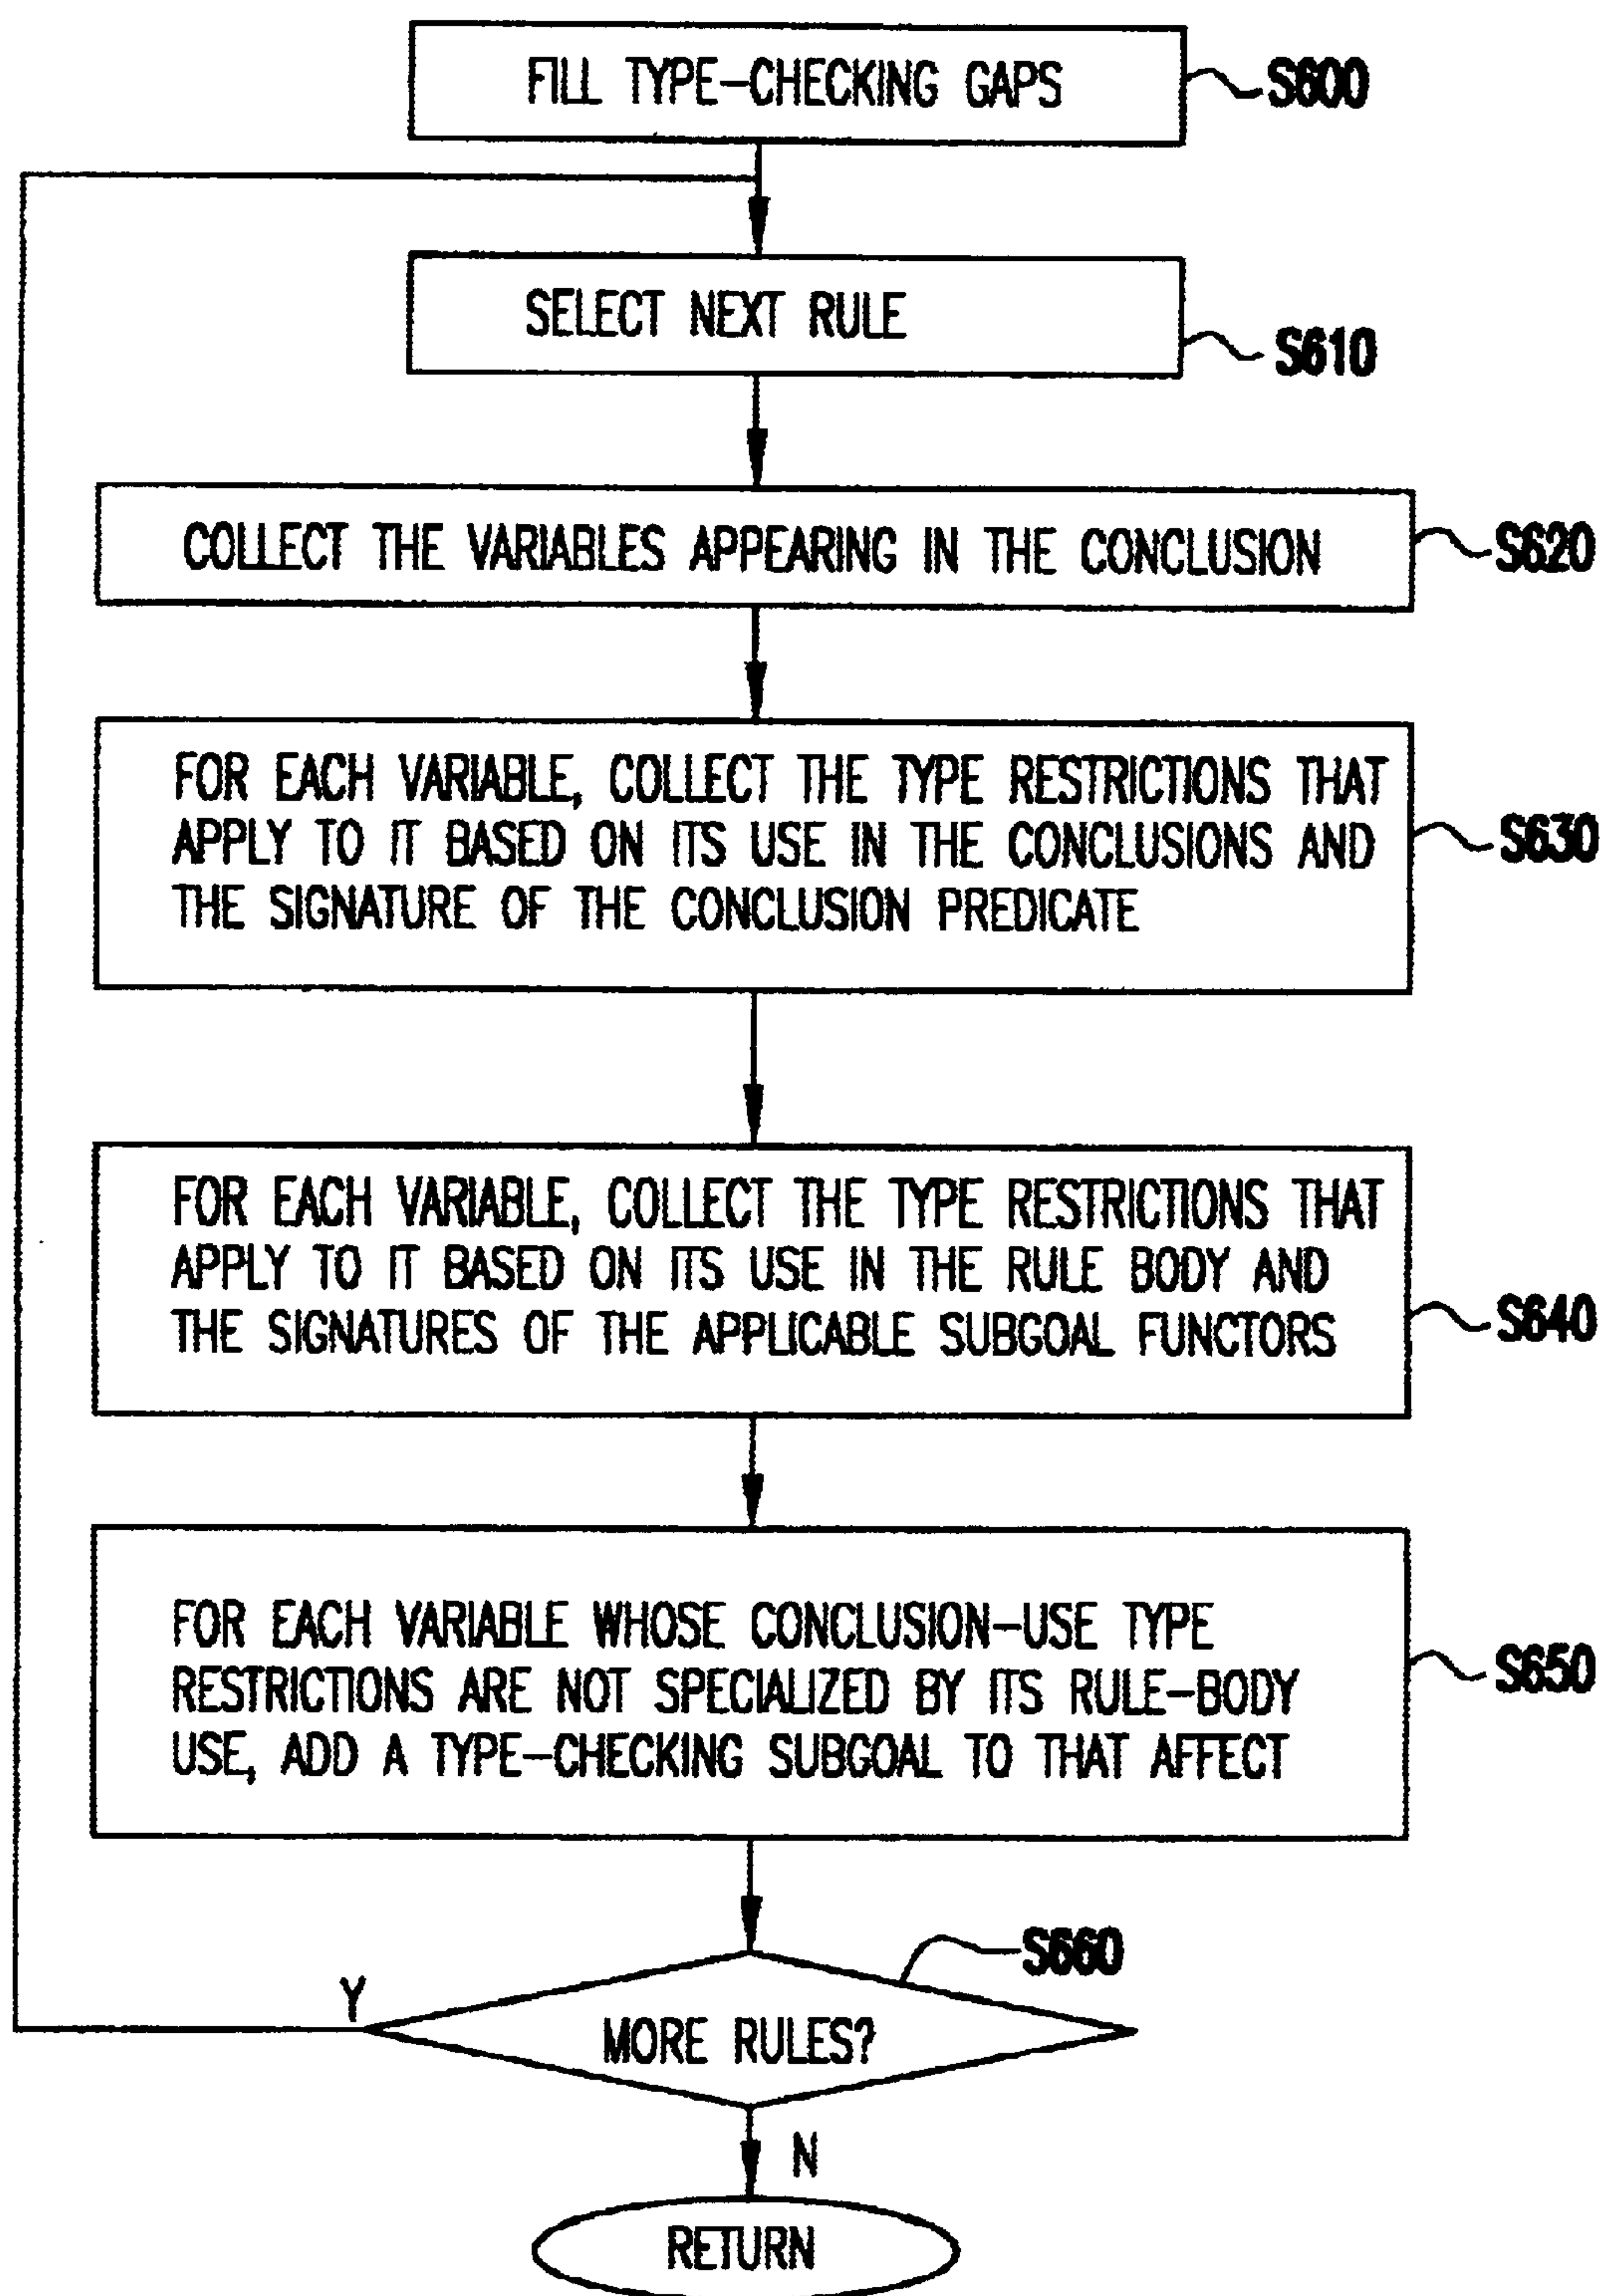 FILL TYPE-CHECKING GAPS
S600
SELECT NEXT RULE
S610
COLLECT THE VARIABLES APPEARING IN THE CONCLUSION
S620
FOR EACH VARIABLE, COLLECT THE TYPE RESTRICTIONS THAT
APPLY TO IT BASED ON ITS USE IN THE CONCLUSIONS AND
THE SIGNATURE OF THE CONCLUSION PREDICATE
S630
FOR EACH VARIABLE, COLLECT THE TYPE RESTRICTIONS THAT
APPLY TO IT BASED ON ITS USE IN THE RULE BODY AND
THE SIGNATURES OF THE APPLICABLE SUBGOAL FUNCTORS
S640
FOR EACH VARIABLE WHOSE CONCLUSION-USE TYPE
RESTRICTIONS ARE NOT SPECIALIZED BY ITS RULE-BODY
USE, ADD A TYPE-CHECKING SUBGOAL TO THAT AFFECT
S650
S660
Y
MORE RULES?
N
RETURN